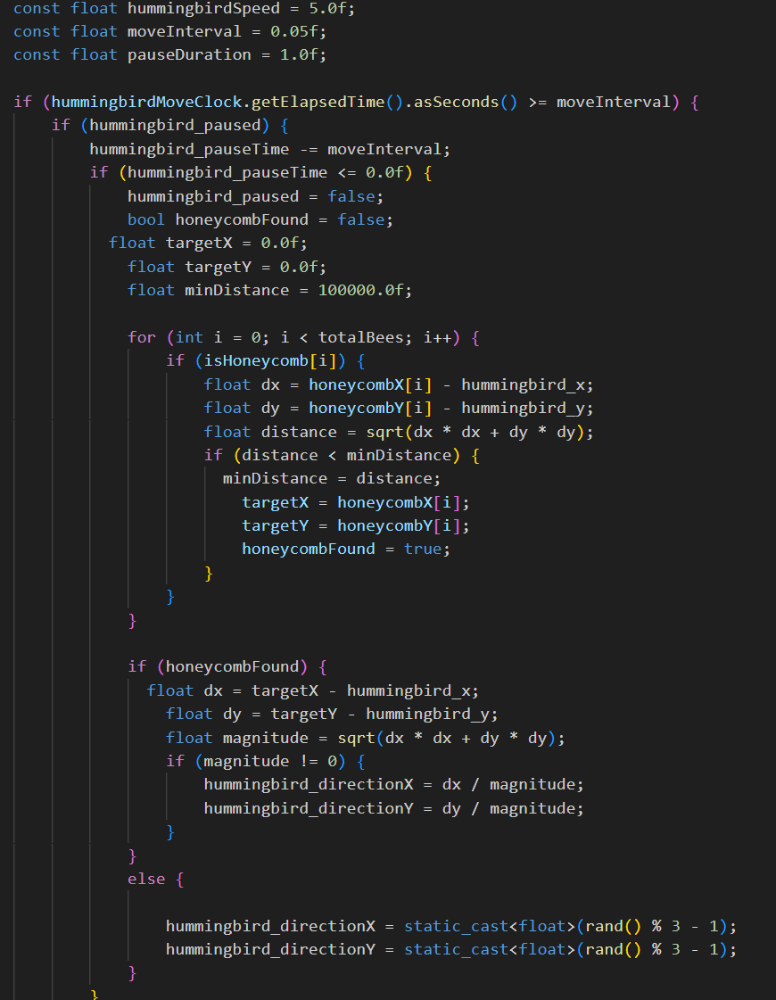 const float hummingbirdSpeed = 5.0f;
const float moveInterval = 0.05f;
const float pauseDuration = 1.0f;

if (hummingbirdMoveClock.getElapsedTime().asSeconds() >= moveInterval) {
    if (hummingbird_paused) {
        hummingbird_pauseTime -= moveInterval;
        if (hummingbird_pauseTime <= 0.0f) {
            hummingbird_paused = false;
            bool honeycombFound = false;
          float targetX = 0.0f;
            float targetY = 0.0f;
            float minDistance = 100000.0f;

            for (int i = 0; i < totalBees; i++) {
                if (isHoneycomb[i]) {
                    float dx = honeycombX[i] - hummingbird_x;
                    float dy = honeycombY[i] - hummingbird_y;
                    float distance = sqrt(dx * dx + dy * dy);
                    if (distance < minDistance) {
                      minDistance = distance;
                        targetX = honeycombX[i];
                        targetY = honeycombY[i];
                        honeycombFound = true;
                    }
                }
            }

            if (honeycombFound) {
              float dx = targetX - hummingbird_x;
                float dy = targetY - hummingbird_y;
                float magnitude = sqrt(dx * dx + dy * dy);
                if (magnitude != 0) {
                    hummingbird_directionX = dx / magnitude;
                    hummingbird_directionY = dy / magnitude;
                }
            }
            else {

                hummingbird_directionX = static_cast<float>(rand() % 3 - 1);
                hummingbird_directionY = static_cast<float>(rand() % 3 - 1);
            }
        }